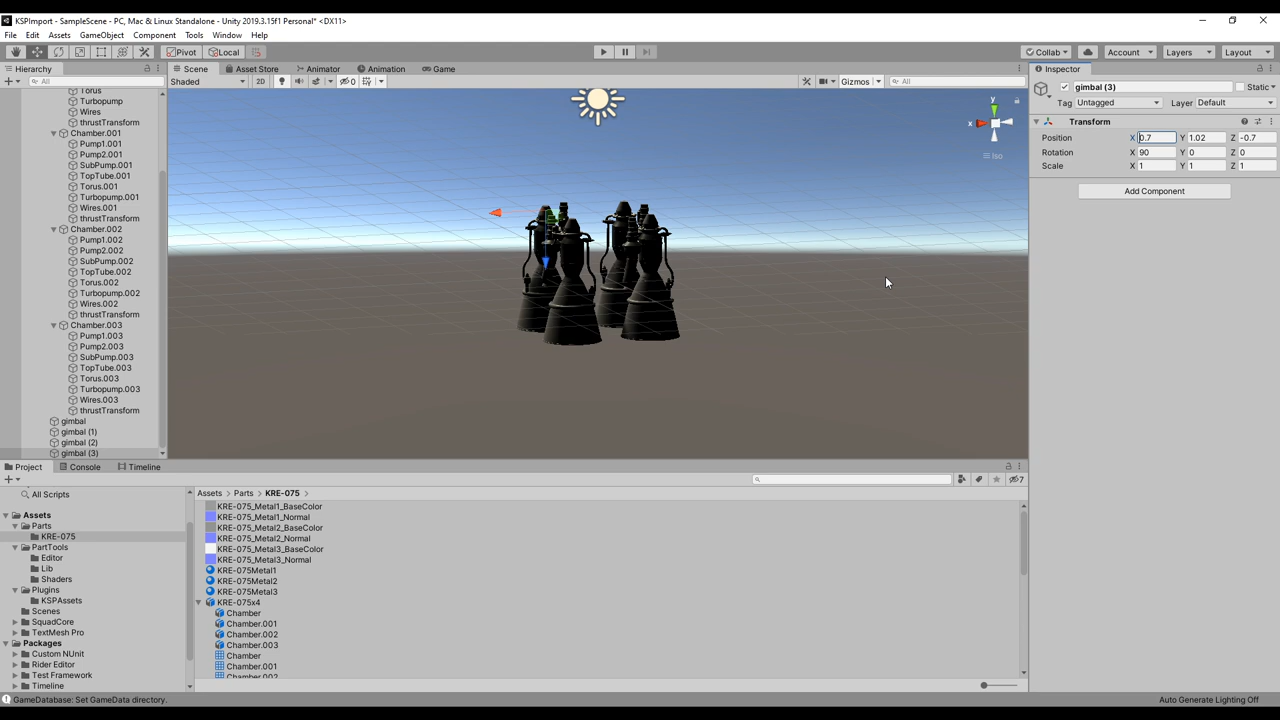 KSPImport - SampleScene - PC, Mac & Linux Standalone - Unity 2019.3.15f1 Personal* <DX11>
File Edit Assets GameObject Component Tools Window Help
Pivot Local Collab Account Layers Layout
Hierarchy Scene Asset Store Animator Animation Game Inspector
All Shaded 2D 0 Gizmos All
gimbal (3) Static
Tag Untagged Layer Default
Transform
Position X 0.7 Y 1.02 Z -0.7
Rotation X 90 Y 0 Z 0
Scale X 1 Y 1 Z 1
Add Component
y
x
Iso
Torus
Turbopump
Wires
thrustTransform
Chamber.001
Pump1.001
Pump2.001
SubPump.001
TopTube.001
Torus.001
Turbopump.001
Wires.001
thrustTransform
Chamber.002
Pump1.002
Pump2.002
SubPump.002
TopTube.002
Torus.002
Turbopump.002
Wires.002
thrustTransform
Chamber.003
Pump1.003
Pump2.003
SubPump.003
TopTube.003
Torus.003
Turbopump.003
Wires.003
thrustTransform
gimbal
gimbal (1)
gimbal (2)
gimbal (3)
Project Console Timeline
7
All Scripts
Assets
Parts
KRE-075
PartTools
Editor
Lib
Shaders
Plugins
KSPAssets
Scenes
SquadCore
TextMesh Pro
Packages
Custom NUnit
Rider Editor
Test Framework
Timeline
Assets > Parts > KRE-075 >
KRE-075_Metal1_BaseColor
KRE-075_Metal1_Normal
KRE-075_Metal2_BaseColor
KRE-075_Metal2_Normal
KRE-075_Metal3_BaseColor
KRE-075_Metal3_Normal
KRE-075Metal1
KRE-075Metal2
KRE-075Metal3
KRE-075x4
Chamber
Chamber.001
Chamber.002
Chamber.003
Chamber
Chamber.001
Chamber.002
GameDatabase: Set GameData directory.
Auto Generate Lighting Off